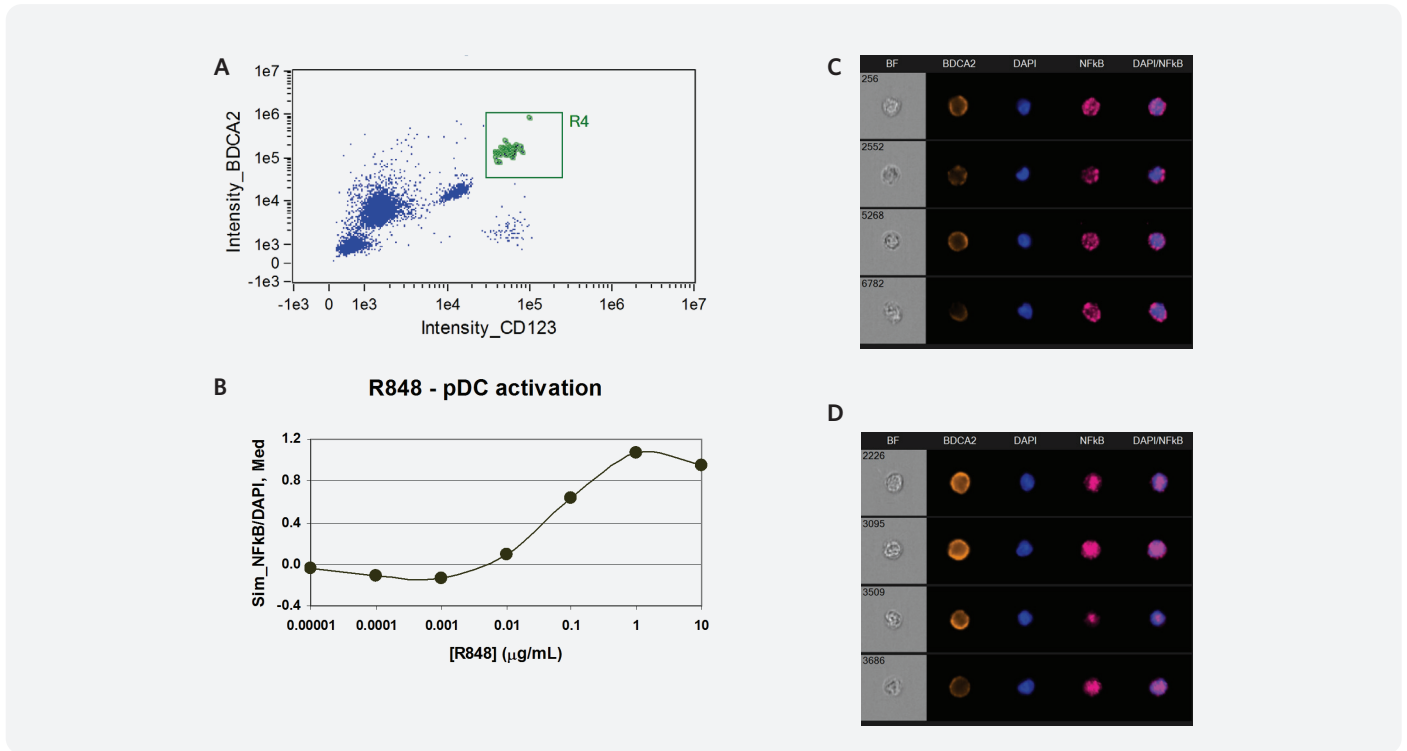 A
Intensity_BDCA2
1e7
1e6
1e5
1e4
1e3
0
-1e3
R4
-1e3 0 1e3 1e4 1e5 1e6 1e7
Intensity_CD123
B
R848 - pDC activation
Sim_NFkB/DAPI, Med
1.2
0.8
0.4
0.0
-0.4
0.00001 0.0001 0.001 0.01 0.1 1 10
[R848] (μg/mL)
C
BF BDCA2 DAPI NFkB DAPI/NFkB
256
2552
5268
6782
D
BF BDCA2 DAPI NFkB DAPI/NFkB
2226
3095
3509
3686